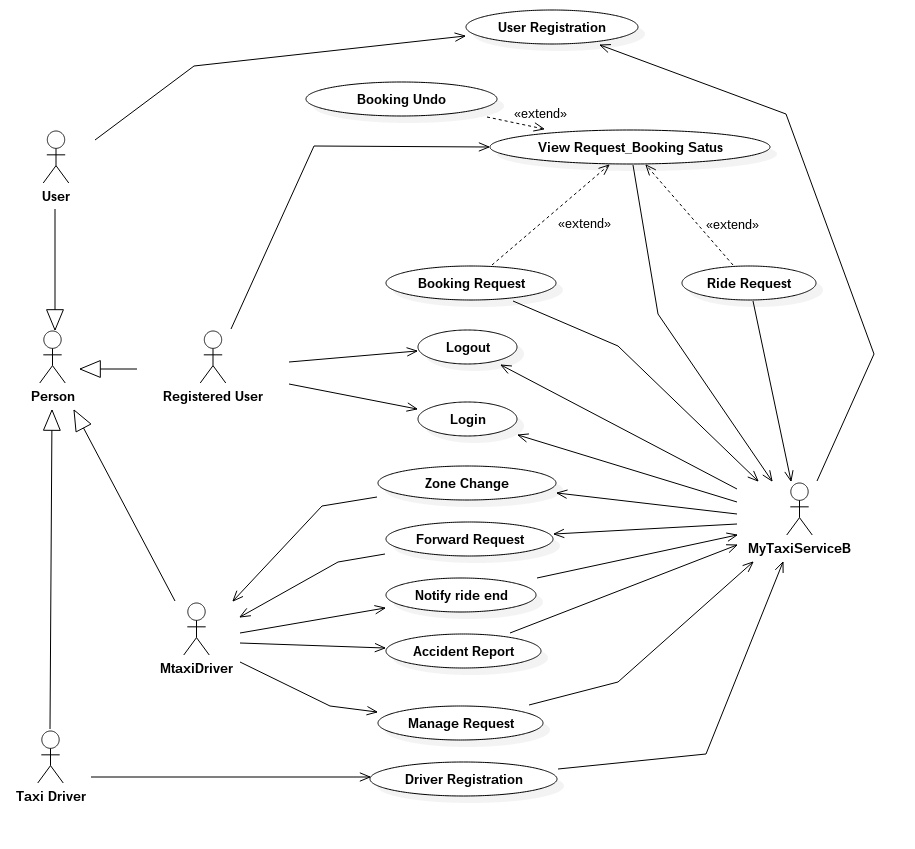 User Registration
Booking Undo
«extend»
View Request_Booking Satus
User
«extend»
«extend»
Booking Request
Ride Request
Logout
Person
Registered User
Login
Zone Change
Forward Request
MyTaxiServiceB
Notify ride end
Accident Report
MtaxiDriver
Manage Request
Driver Registration
Taxi Driver